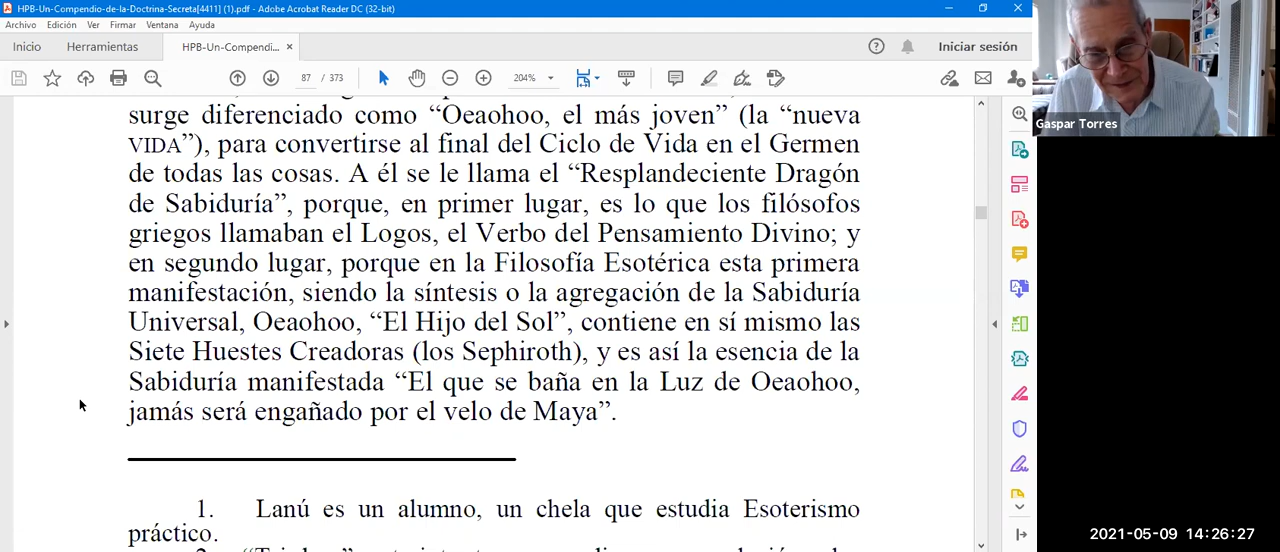 HPB-Un-Compendio-de-la-Doctrina-Secreta[4411] (1).pdf - Adobe Acrobat Reader DC (32-bit)
Archivo Edición Ver Firmar Ventana Ayuda
Inicio Herramientas HPB-Un-Compendi... × Iniciar sesión
87 / 373 204%
surge diferenciado como “Oeaohoo, el más joven” (la “nueva
VIDA”), para convertirse al final del Ciclo de Vida en el Germen
de todas las cosas. A él se le llama el “Resplandeciente Dragón
de Sabiduría”, porque, en primer lugar, es lo que los filósofos
griegos llamaban el Logos, el Verbo del Pensamiento Divino; y
en segundo lugar, porque en la Filosofía Esotérica esta primera
manifestación, siendo la síntesis o la agregación de la Sabiduría
Universal, Oeaohoo, “El Hijo del Sol”, contiene en sí mismo las
Siete Huestes Creadoras (los Sephiroth), y es así la esencia de la
Sabiduría manifestada “El que se baña en la Luz de Oeaohoo,
jamás será engañado por el velo de Maya”.
1. Lanú es un alumno, un chela que estudia Esoterismo
práctico.
Gaspar Torres
2021-05-09 14:26:27